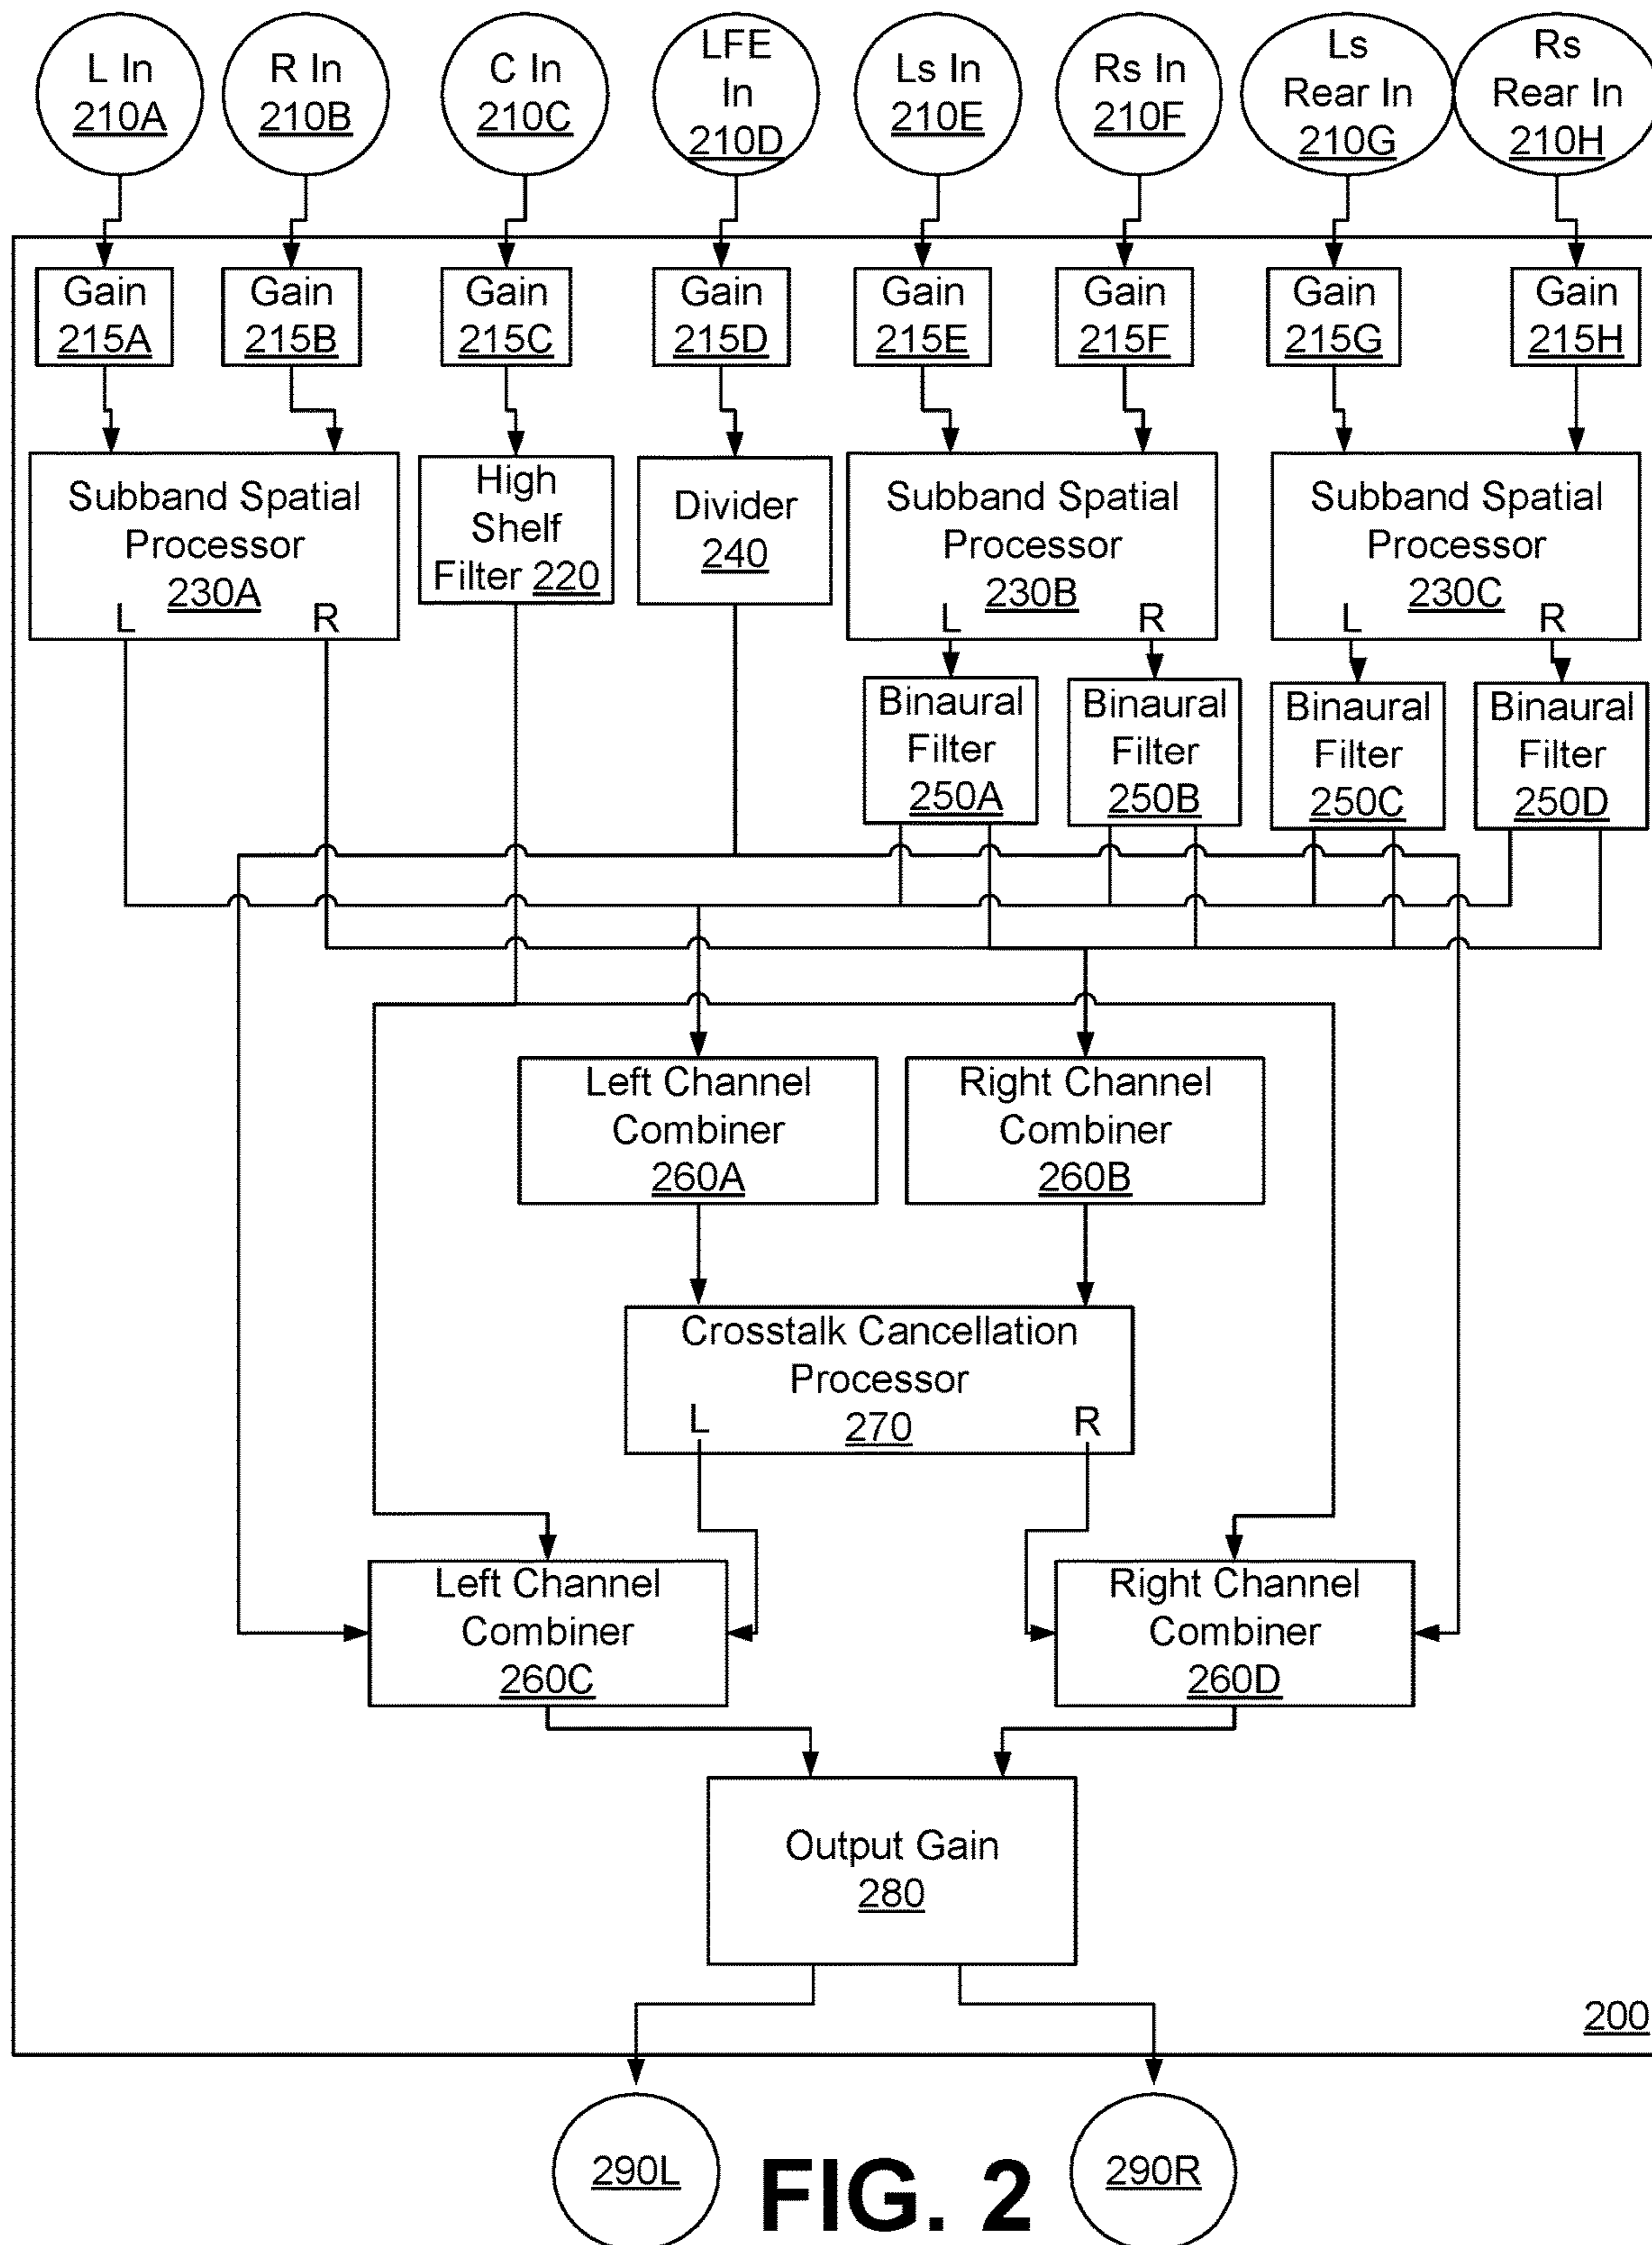 L In
210A
R In
210B
C In
210C
LFE
In
210D
Ls In
210E
Rs In
210F
Ls
Rear In
210G
Rs
Rear In
210H
Gain
215A
Gain
215B
Gain
215C
Gain
215D
Gain
215E
Gain
215F
Gain
215G
Gain
215H
Subband Spatial
Processor
230A
L
R
High
Shelf
Filter 220
Divider
240
Subband Spatial
Processor
230B
L
R
Subband Spatial
Processor
230C
L
R
Binaural
Filter
250A
Binaural
Filter
250B
Binaural
Filter
250C
Binaural
Filter
250D
Left Channel
Combiner
260A
Right Channel
Combiner
260B
Crosstalk Cancellation
Processor
270
L
R
Left Channel
Combiner
260C
Right Channel
Combiner
260D
Output Gain
280
200
290L
FIG. 2
290R